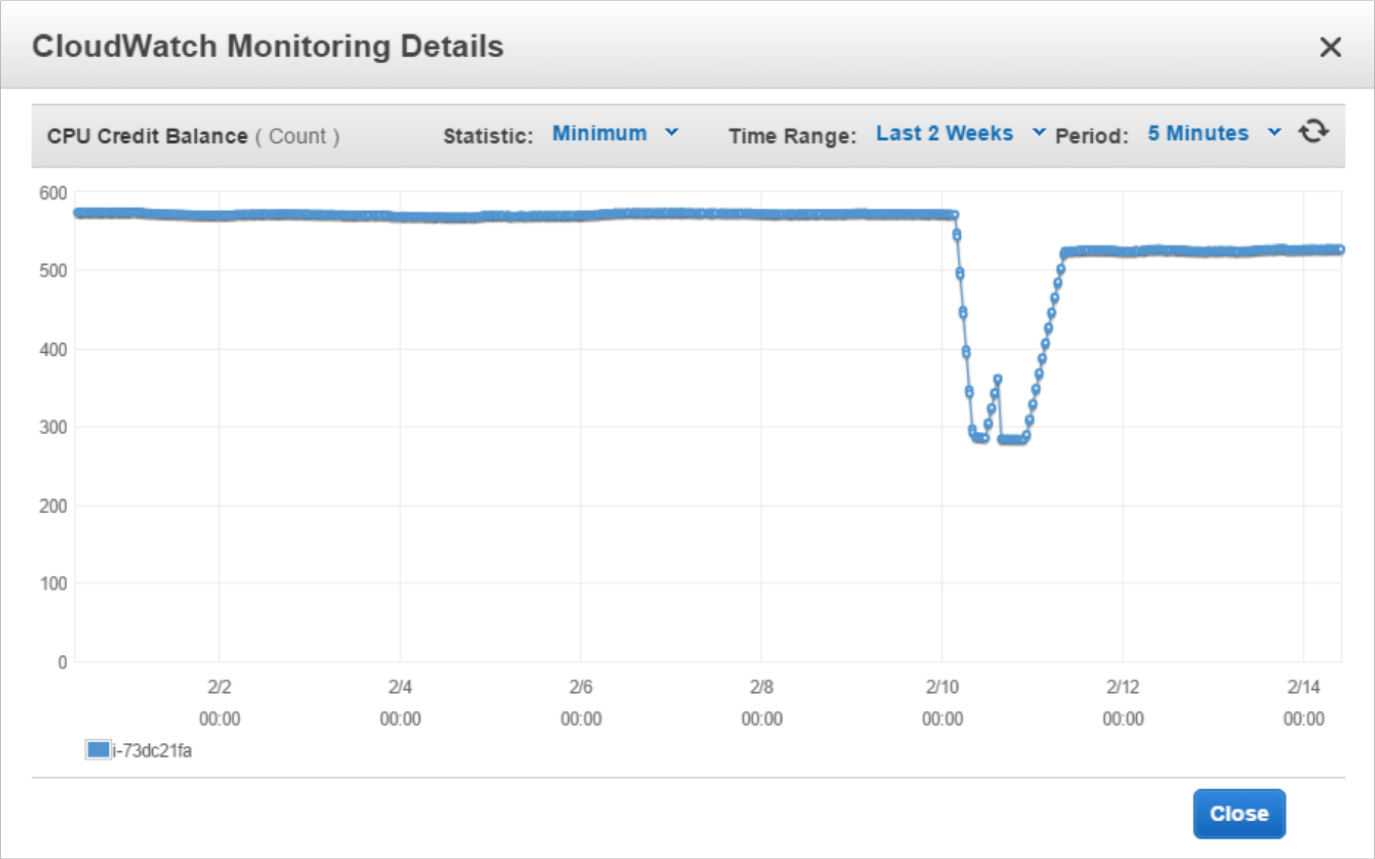 CloudWatch Monitoring Details
CPU Credit Balance ( Count ) Statistic: Minimum Time Range: Last 2 Weeks Period: 5 Minutes
600
500
400
300
200
100
0
2/2 2/4 2/6 2/8 2/10 2/12 2/14
00:00 00:00 00:00 00:00 00:00 00:00 00:00
i-73dc21fa
Close